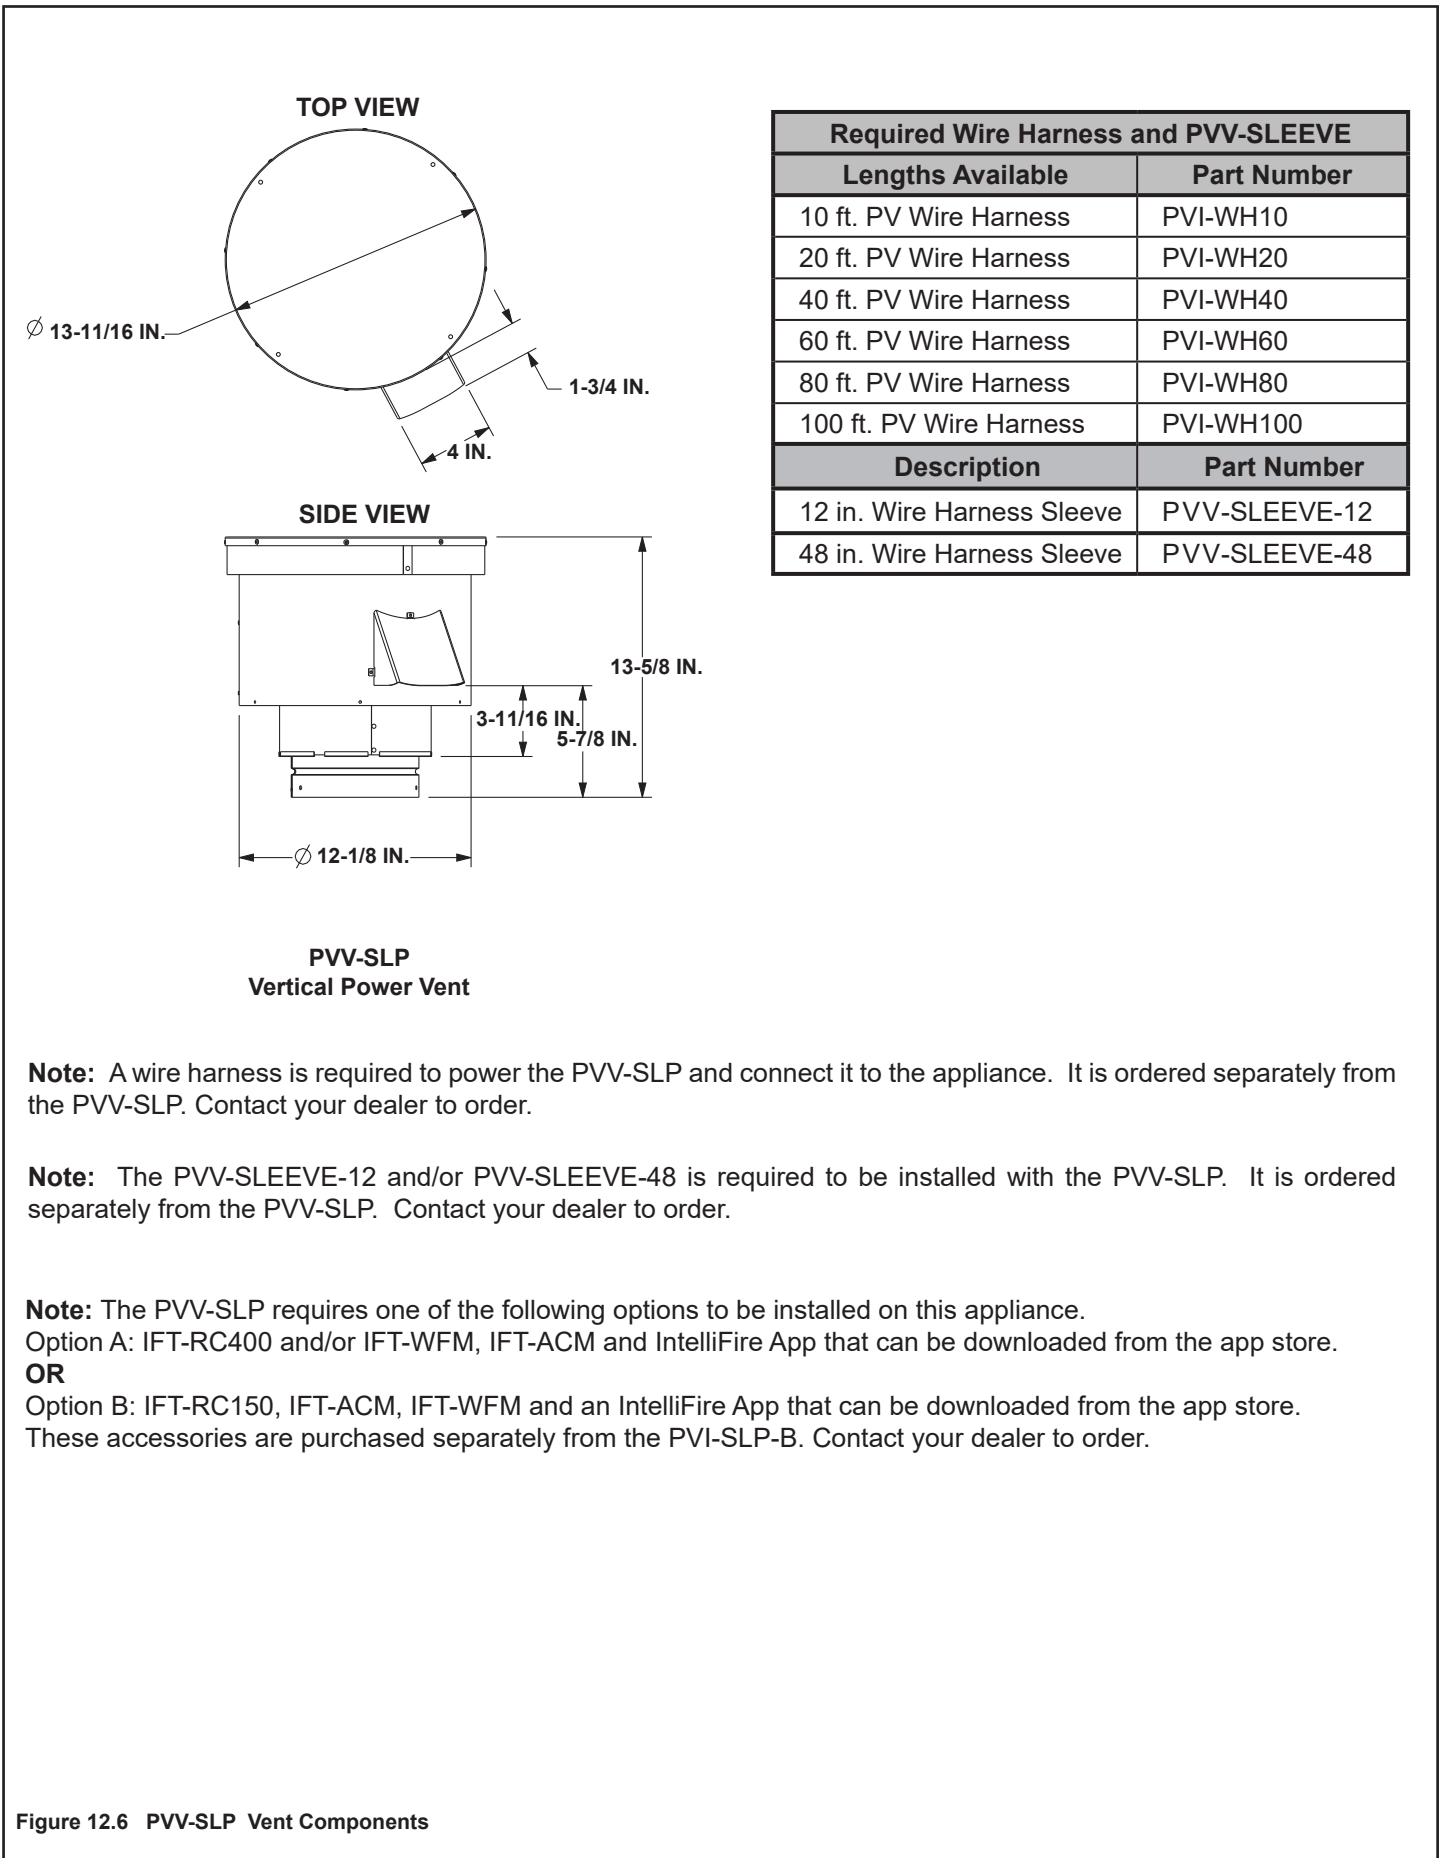 TOP VIEW
Ø 13-11/16 IN.
1-3/4 IN.
4 IN.
SIDE VIEW
13-5/8 IN.
3-11/16 IN.
5-7/8 IN.
Ø 12-1/8 IN.
PVV-SLP
Vertical Power Vent
Required Wire Harness and PVV-SLEEVE
Lengths Available Part Number
10 ft. PV Wire Harness PVI-WH10
20 ft. PV Wire Harness PVI-WH20
40 ft. PV Wire Harness PVI-WH40
60 ft. PV Wire Harness PVI-WH60
80 ft. PV Wire Harness PVI-WH80
100 ft. PV Wire Harness PVI-WH100
Description Part Number
12 in. Wire Harness Sleeve PVV-SLEEVE-12
48 in. Wire Harness Sleeve PVV-SLEEVE-48
Note: A wire harness is required to power the PVV-SLP and connect it to the appliance. It is ordered separately from
the PVV-SLP. Contact your dealer to order.
Note: The PVV-SLEEVE-12 and/or PVV-SLEEVE-48 is required to be installed with the PVV-SLP. It is ordered
separately from the PVV-SLP. Contact your dealer to order.
Note: The PVV-SLP requires one of the following options to be installed on this appliance.
Option A: IFT-RC400 and/or IFT-WFM, IFT-ACM and IntelliFire App that can be downloaded from the app store.
OR
Option B: IFT-RC150, IFT-ACM, IFT-WFM and an IntelliFire App that can be downloaded from the app store.
These accessories are purchased separately from the PVI-SLP-B. Contact your dealer to order.
Figure 12.6 PVV-SLP Vent Components